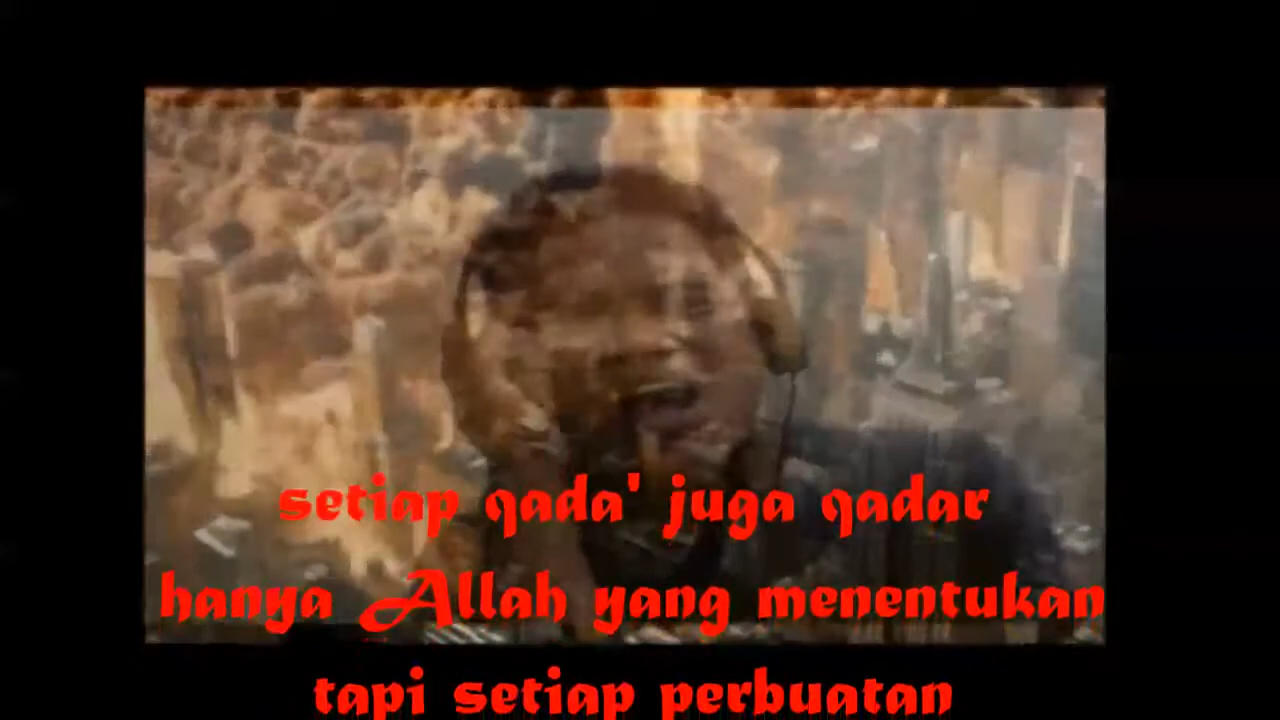 setiap qada' juga qadar
hanya Allah yang menentukan
tapi setiap perbuatan